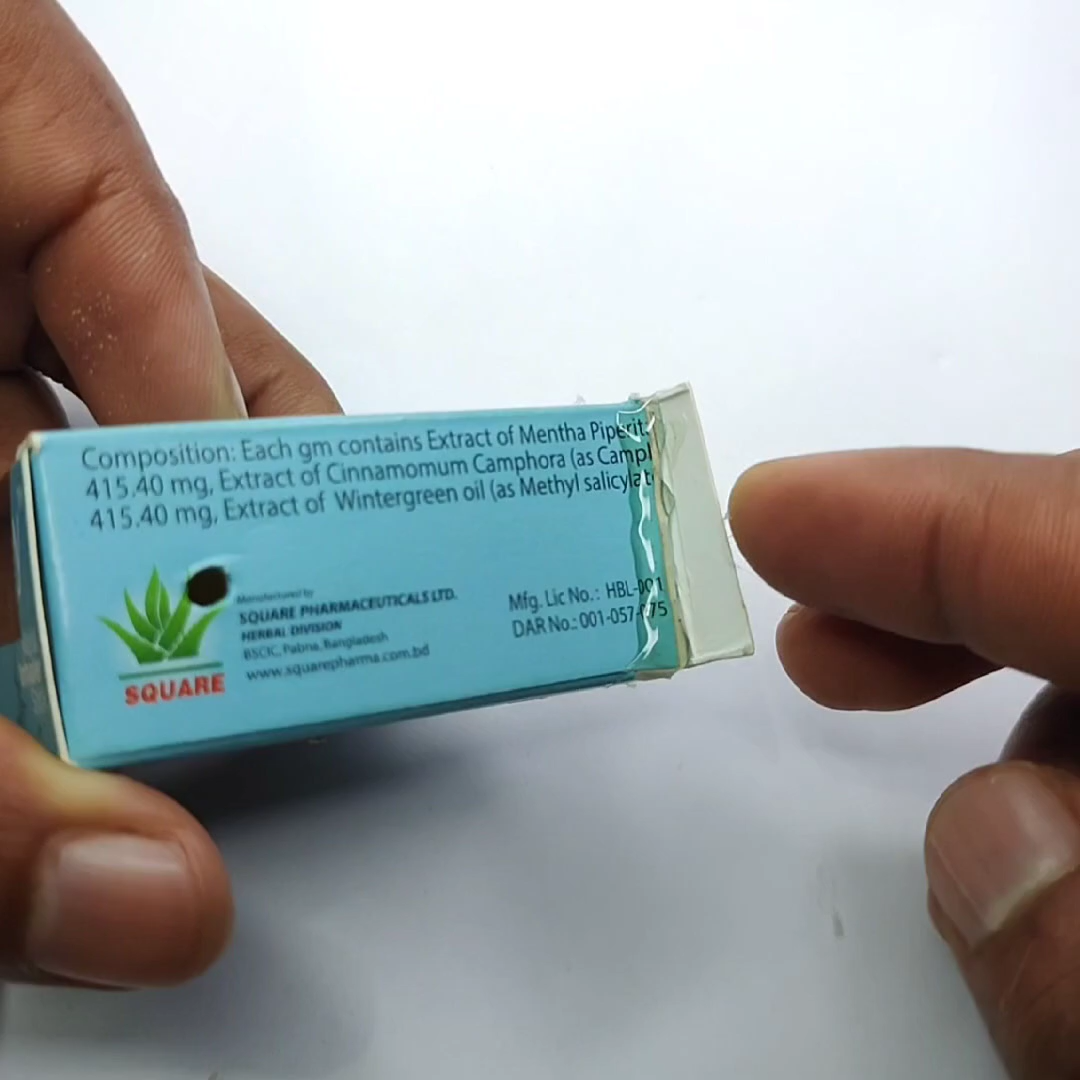 Composition: Each gm contains Extract of Mentha Piperit
415.40 mg, Extract of Cinnamomum Camphora (as Campl
415.40 mg, Extract of Wintergreen oil (as Methyl salicylat
Manufactured by
SQUARE PHARMACEUTICALS LTD.
HERBAL DIVISION
BSCIC, Pabna, Bangladesh
www.squarepharma.com.bd
Mfg. Lic No.: HBL-001
DAR No.: 001-057-075
SQUARE